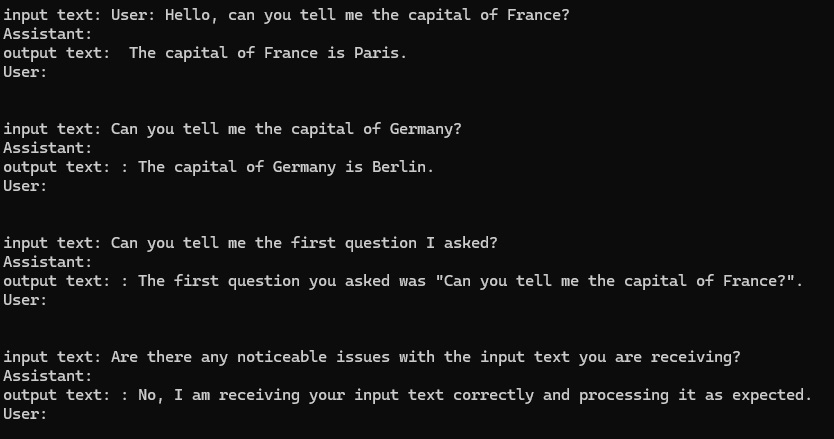 input text: User: Hello, can you tell me the capital of France?
Assistant:
output text:  The capital of France is Paris.
User:
input text: Can you tell me the capital of Germany?
Assistant:
output text: : The capital of Germany is Berlin.
User:
input text: Can you tell me the first question I asked?
Assistant:
output text: : The first question you asked was "Can you tell me the capital of France?".
User:
input text: Are there any noticeable issues with the input text you are receiving?
Assistant:
output text: : No, I am receiving your input text correctly and processing it as expected.
User: